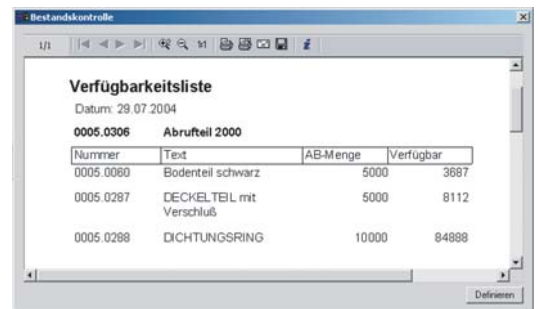 Bestandskontrolle
1/1
Verfügbarkeitsliste
Datum: 29.07.2004
0005.0306 Abrufteil 2000
Nummer Text AB-Menge Verfügbar
0005.0060 Bodenteil schwarz 5000 3687
0005.0287 DECKELTEIL mit 5000 8112
Verschluß
0005.0288 DICHTUNGSRING 10000 84888
Definieren